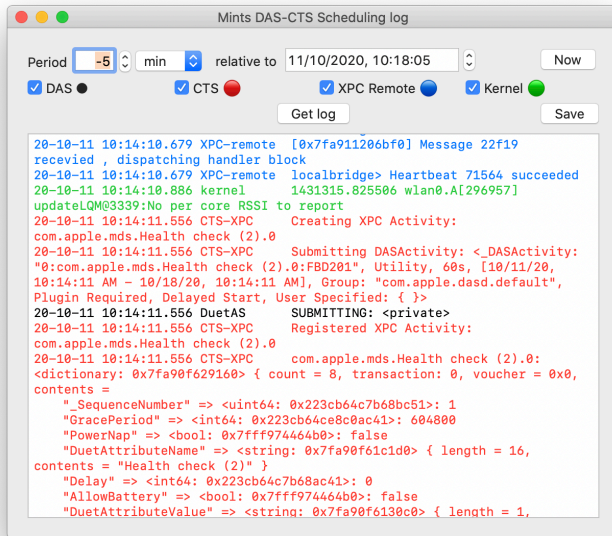 Mints DAS-CTS Scheduling log
Period -5 min relative to 11/10/2020, 10:18:05 Now
DAS CTS XPC Remote Kernel
Get log Save
20-10-11 10:14:10.679 XPC-remote [0x7fa911206bf0] Message 22f19
recevied , dispatching handler block
20-10-11 10:14:10.679 XPC-remote localbridge> Heartbeat 71564 succeeded
20-10-11 10:14:10.886 kernel 1431315.825506 wlan0.A[296957]
updateLQM@3339:No per core RSSI to report
20-10-11 10:14:11.556 CTS-XPC Creating XPC Activity:
com.apple.mds.Health check (2).0
20-10-11 10:14:11.556 CTS-XPC Submitting DASActivity: <_DASActivity:
"0:com.apple.mds.Health check (2).0:FBD201", Utility, 60s, [10/11/20,
10:14:11 AM - 10/18/20, 10:14:11 AM], Group: "com.apple.dasd.default",
Plugin Required, Delayed Start, User Specified: { }>
20-10-11 10:14:11.556 DuetAS SUBMITTING: <private>
20-10-11 10:14:11.556 CTS-XPC Registered XPC Activity:
com.apple.mds.Health check (2).0
20-10-11 10:14:11.556 CTS-XPC com.apple.mds.Health check (2).0:
<dictionary: 0x7fa90f629160> { count = 8, transaction: 0, voucher = 0x0,
contents =
"_SequenceNumber" => <uint64: 0x223cb64c7b68bc51>: 1
"GracePeriod" => <int64: 0x223cb64ce8c0ac41>: 604800
"PowerNap" => <bool: 0x7fff974464b0>: false
"DuetAttributeName" => <string: 0x7fa90f61c1d0> { length = 16,
contents = "Health check (2)" }
"Delay" => <int64: 0x223cb64c7b68ac41>: 0
"AllowBattery" => <bool: 0x7fff974464b0>: false
"DuetAttributeValue" => <string: 0x7fa90f6130c0> { length = 1,